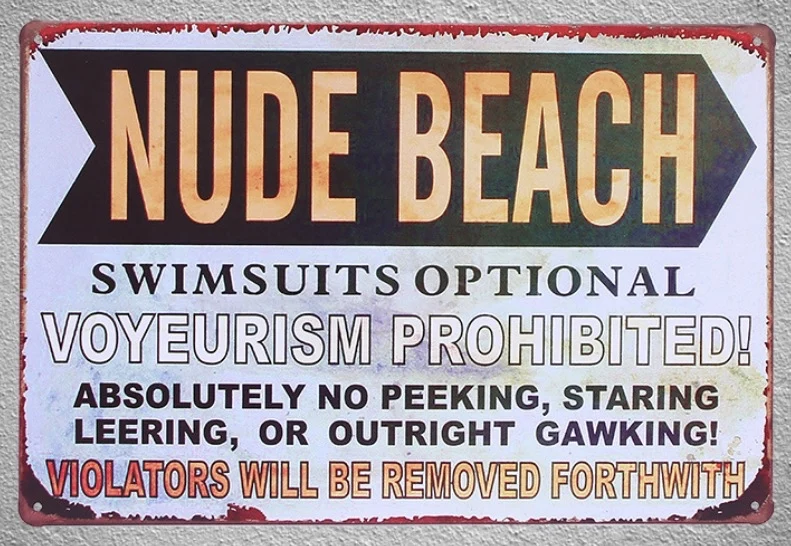 NUDE BEACH
SWIMSUITS OPTIONAL
VOYEURISM PROHIBITED!
ABSOLUTELY NO PEEKING, STARING
LEERING, OR OUTRIGHT GAWKING!
VIOLATORS WILL BE REMOVED FORTHWITH